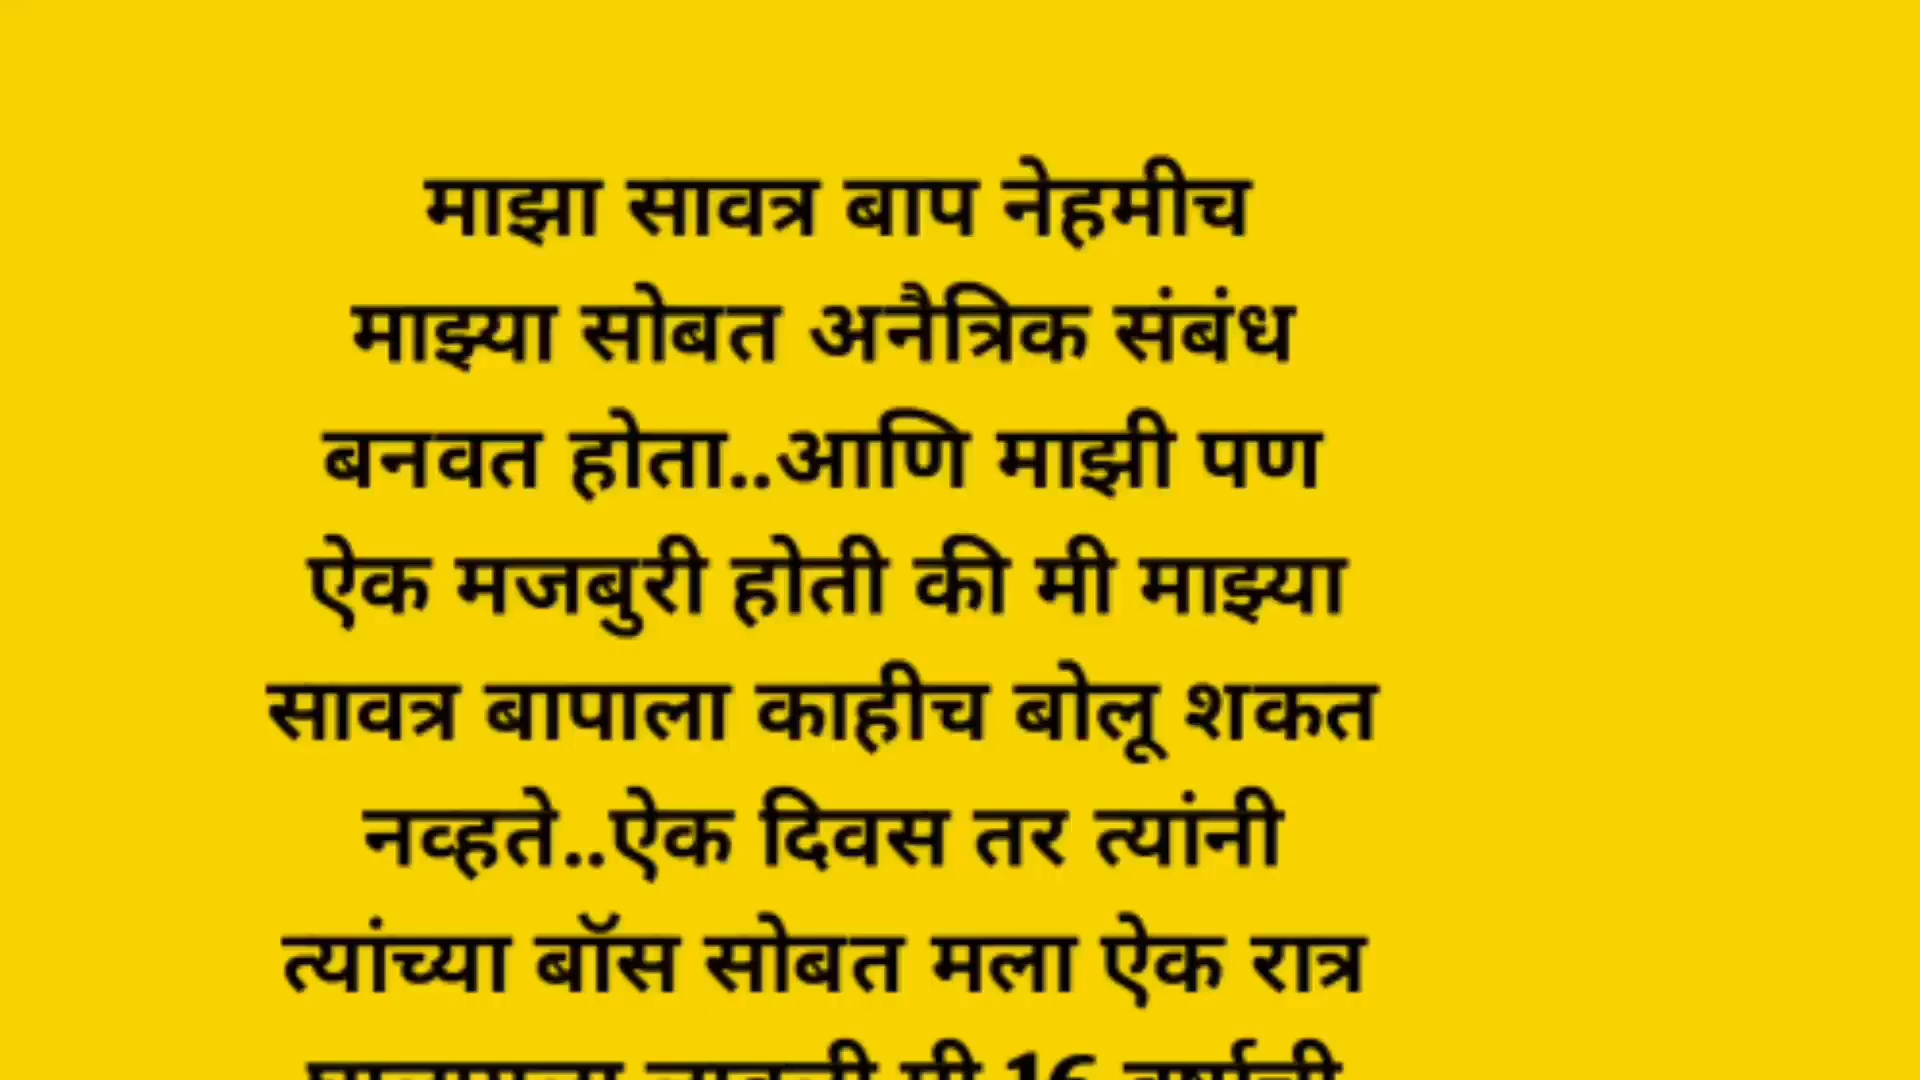 माझा सावत्र बाप नेहमीच
माझ्या सोबत अनैत्रिक संबंध
बनवत होता..आणि माझी पण
ऐक मजबुरी होती की मी माझ्या
सावत्र बापाला काहीच बोलू शकत
नव्हते..ऐक दिवस तर त्यांनी
त्यांच्या बॉस सोबत मला ऐक रात्र
मी 16